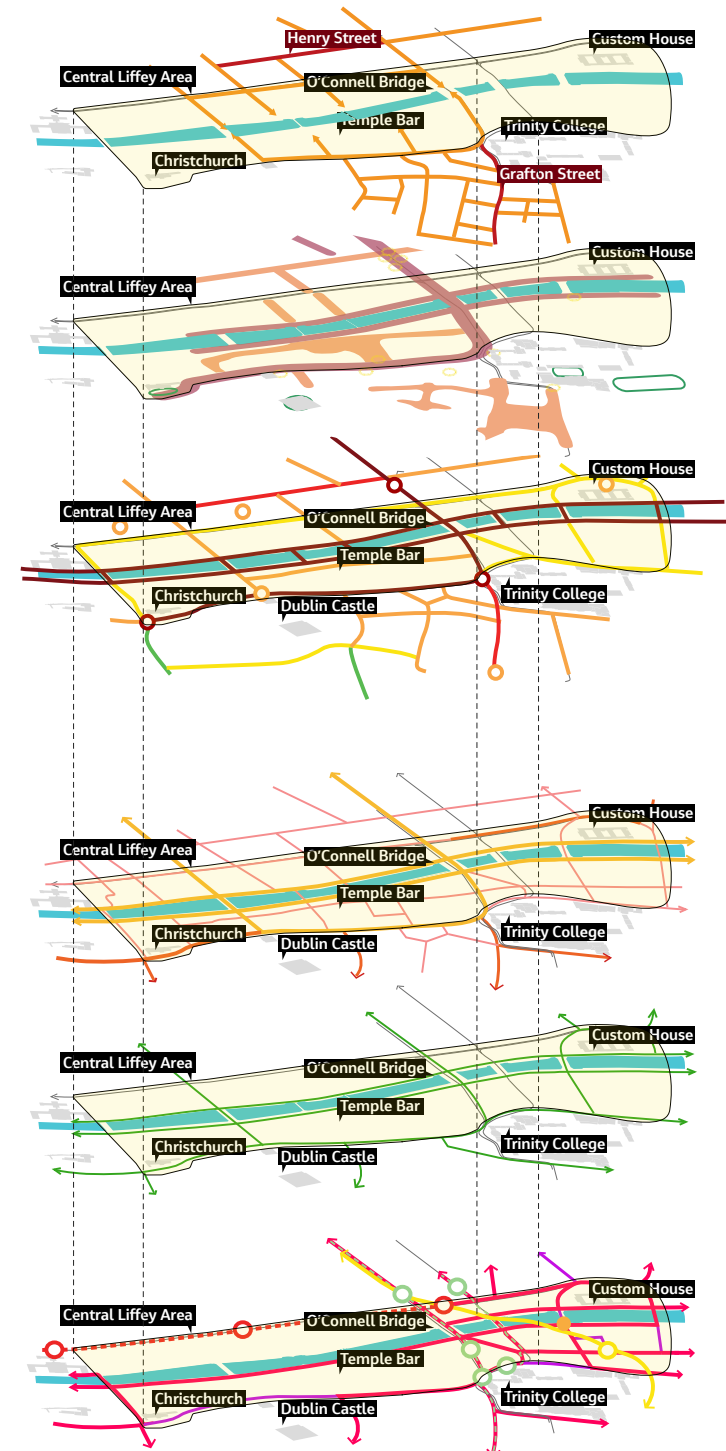 Henry Street
Custom House
Central Liffey Area
O'Connell Bridge
Temple Bar
Trinity College
Christchurch
Grafton Street
Custom House
Central Liffey Area
Custom House
Central Liffey Area
O'Connell Bridge
Temple Bar
Christchurch
Trinity College
Dublin Castle
Custom House
Central Liffey Area
O'Connell Bridge
Temple Bar
Christchurch
Trinity College
Dublin Castle
Custom House
Central Liffey Area
O'Connell Bridge
Temple Bar
Christchurch
Trinity College
Dublin Castle
Custom House
Central Liffey Area
O'Connell Bridge
Temple Bar
Christchurch
Trinity College
Dublin Castle